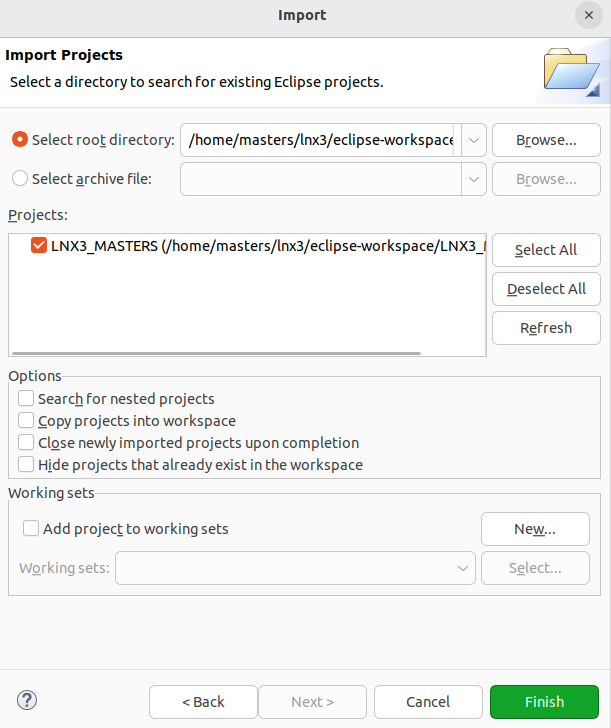 Import
Import Projects
Select a directory to search for existing Eclipse projects.
Select root directory:
/home/masters/lnx3/eclipse-workspace
Browse...
Select archive file:
Browse...
Projects:
LNX3_MASTERS (/home/masters/lnx3/eclipse-workspace/LNX3_
Select All
Deselect All
Refresh
Options
Search for nested projects
Copy projects into workspace
Close newly imported projects upon completion
Hide projects that already exist in the workspace
Working sets
Add project to working sets
New...
Working sets:
Select...
?
< Back
Next >
Cancel
Finish